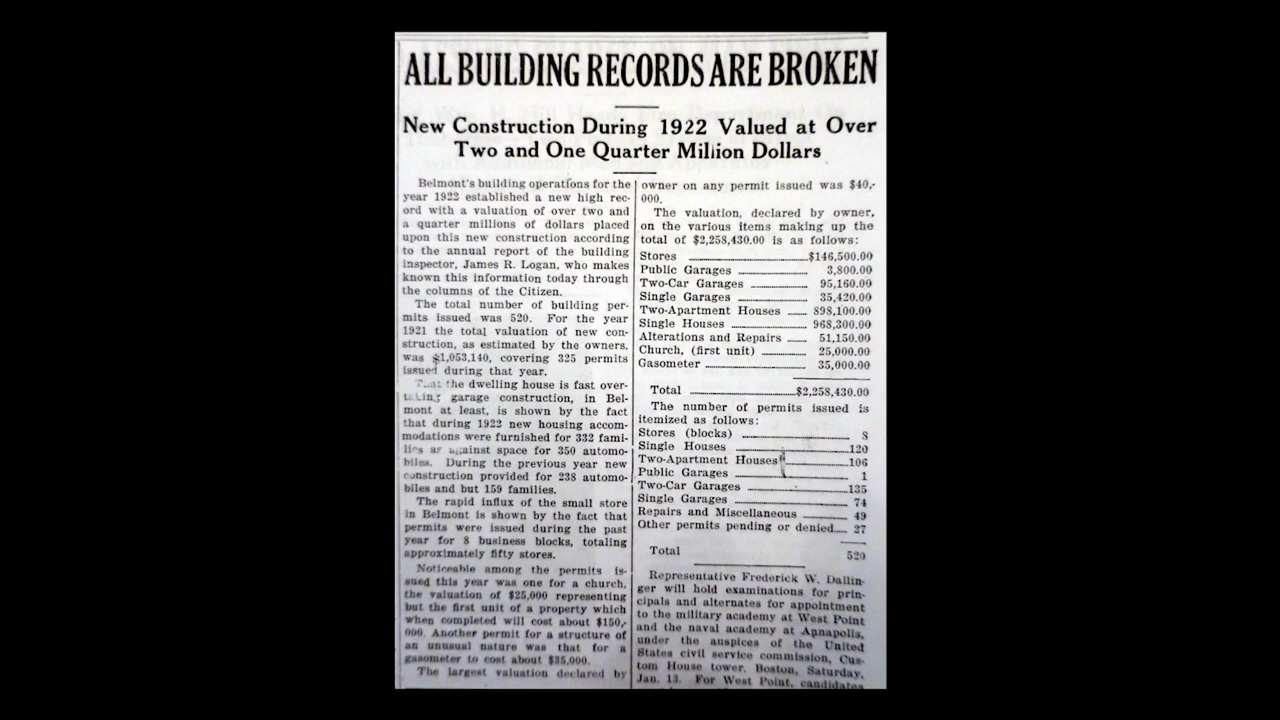 ALL BUILDING RECORDS ARE BROKEN
New Construction During 1922 Valued at Over
Two and One Quarter Million Dollars
Belmont's building operations for the
year 1922 established a new high rec-
ord with a valuation of over two and
a quarter millions of dollars placed
upon this new construction according
to the annual report of the building
inspector, James R. Logan, who makes
known this information today through
the columns of the Citizen.
The total number of building per-
mits issued was 520. For the year
1921 the total valuation of new con-
struction, as estimated by the owners,
was $1,053,140, covering 325 permits
issued during that year.
That the dwelling house is fast over-
taking garage construction, in Bel-
mont at least, is shown by the fact
that during 1922 new housing accom-
modations were furnished for 332 fami-
lies as against space for 350 automo-
biles. During the previous year new
construction provided for 238 automo-
biles and but 159 families.
The rapid influx of the small store
in Belmont is shown by the fact that
permits were issued during the past
year for 8 business blocks, totaling
approximately fifty stores.
Noticeable among the permits is-
sued this year was one for a church,
the valuation of $25,000 representing
but the first unit of a property which
when completed will cost about $150,-
000. Another permit for a structure of
an unusual nature was that for a
gasometer to cost about $35,000.
The largest valuation declared by
owner on any permit issued was $40,-
000.
The valuation, declared by owner,
on the various items making up the
total of $2,258,430.00 is as follows:
Stores $146,500.00
Public Garages 3,800.00
Two-Car Garages 95,160.00
Single Garages 35,420.00
Two-Apartment Houses 898,100.00
Single Houses 968,300.00
Alterations and Repairs 51,150.00
Church, (first unit) 25,000.00
Gasometer 35,000.00
Total $2,258,430.00
The number of permits issued is
itemized as follows:
Stores (blocks) 8
Single Houses 120
Two-Apartment Houses 106
Public Garages 1
Two-Car Garages 135
Single Garages 74
Repairs and Miscellaneous 49
Other permits pending or denied 27
Total 520
Representative Frederick W. Dallin-
ger will hold examinations for prin-
cipals and alternates for appointment
to the military academy at West Point
and the naval academy at Apnapolis,
under the auspices of the United
States civil service commission, Cus-
tom House tower, Boston, Saturday,
Jan. 13. For West Point, candidates